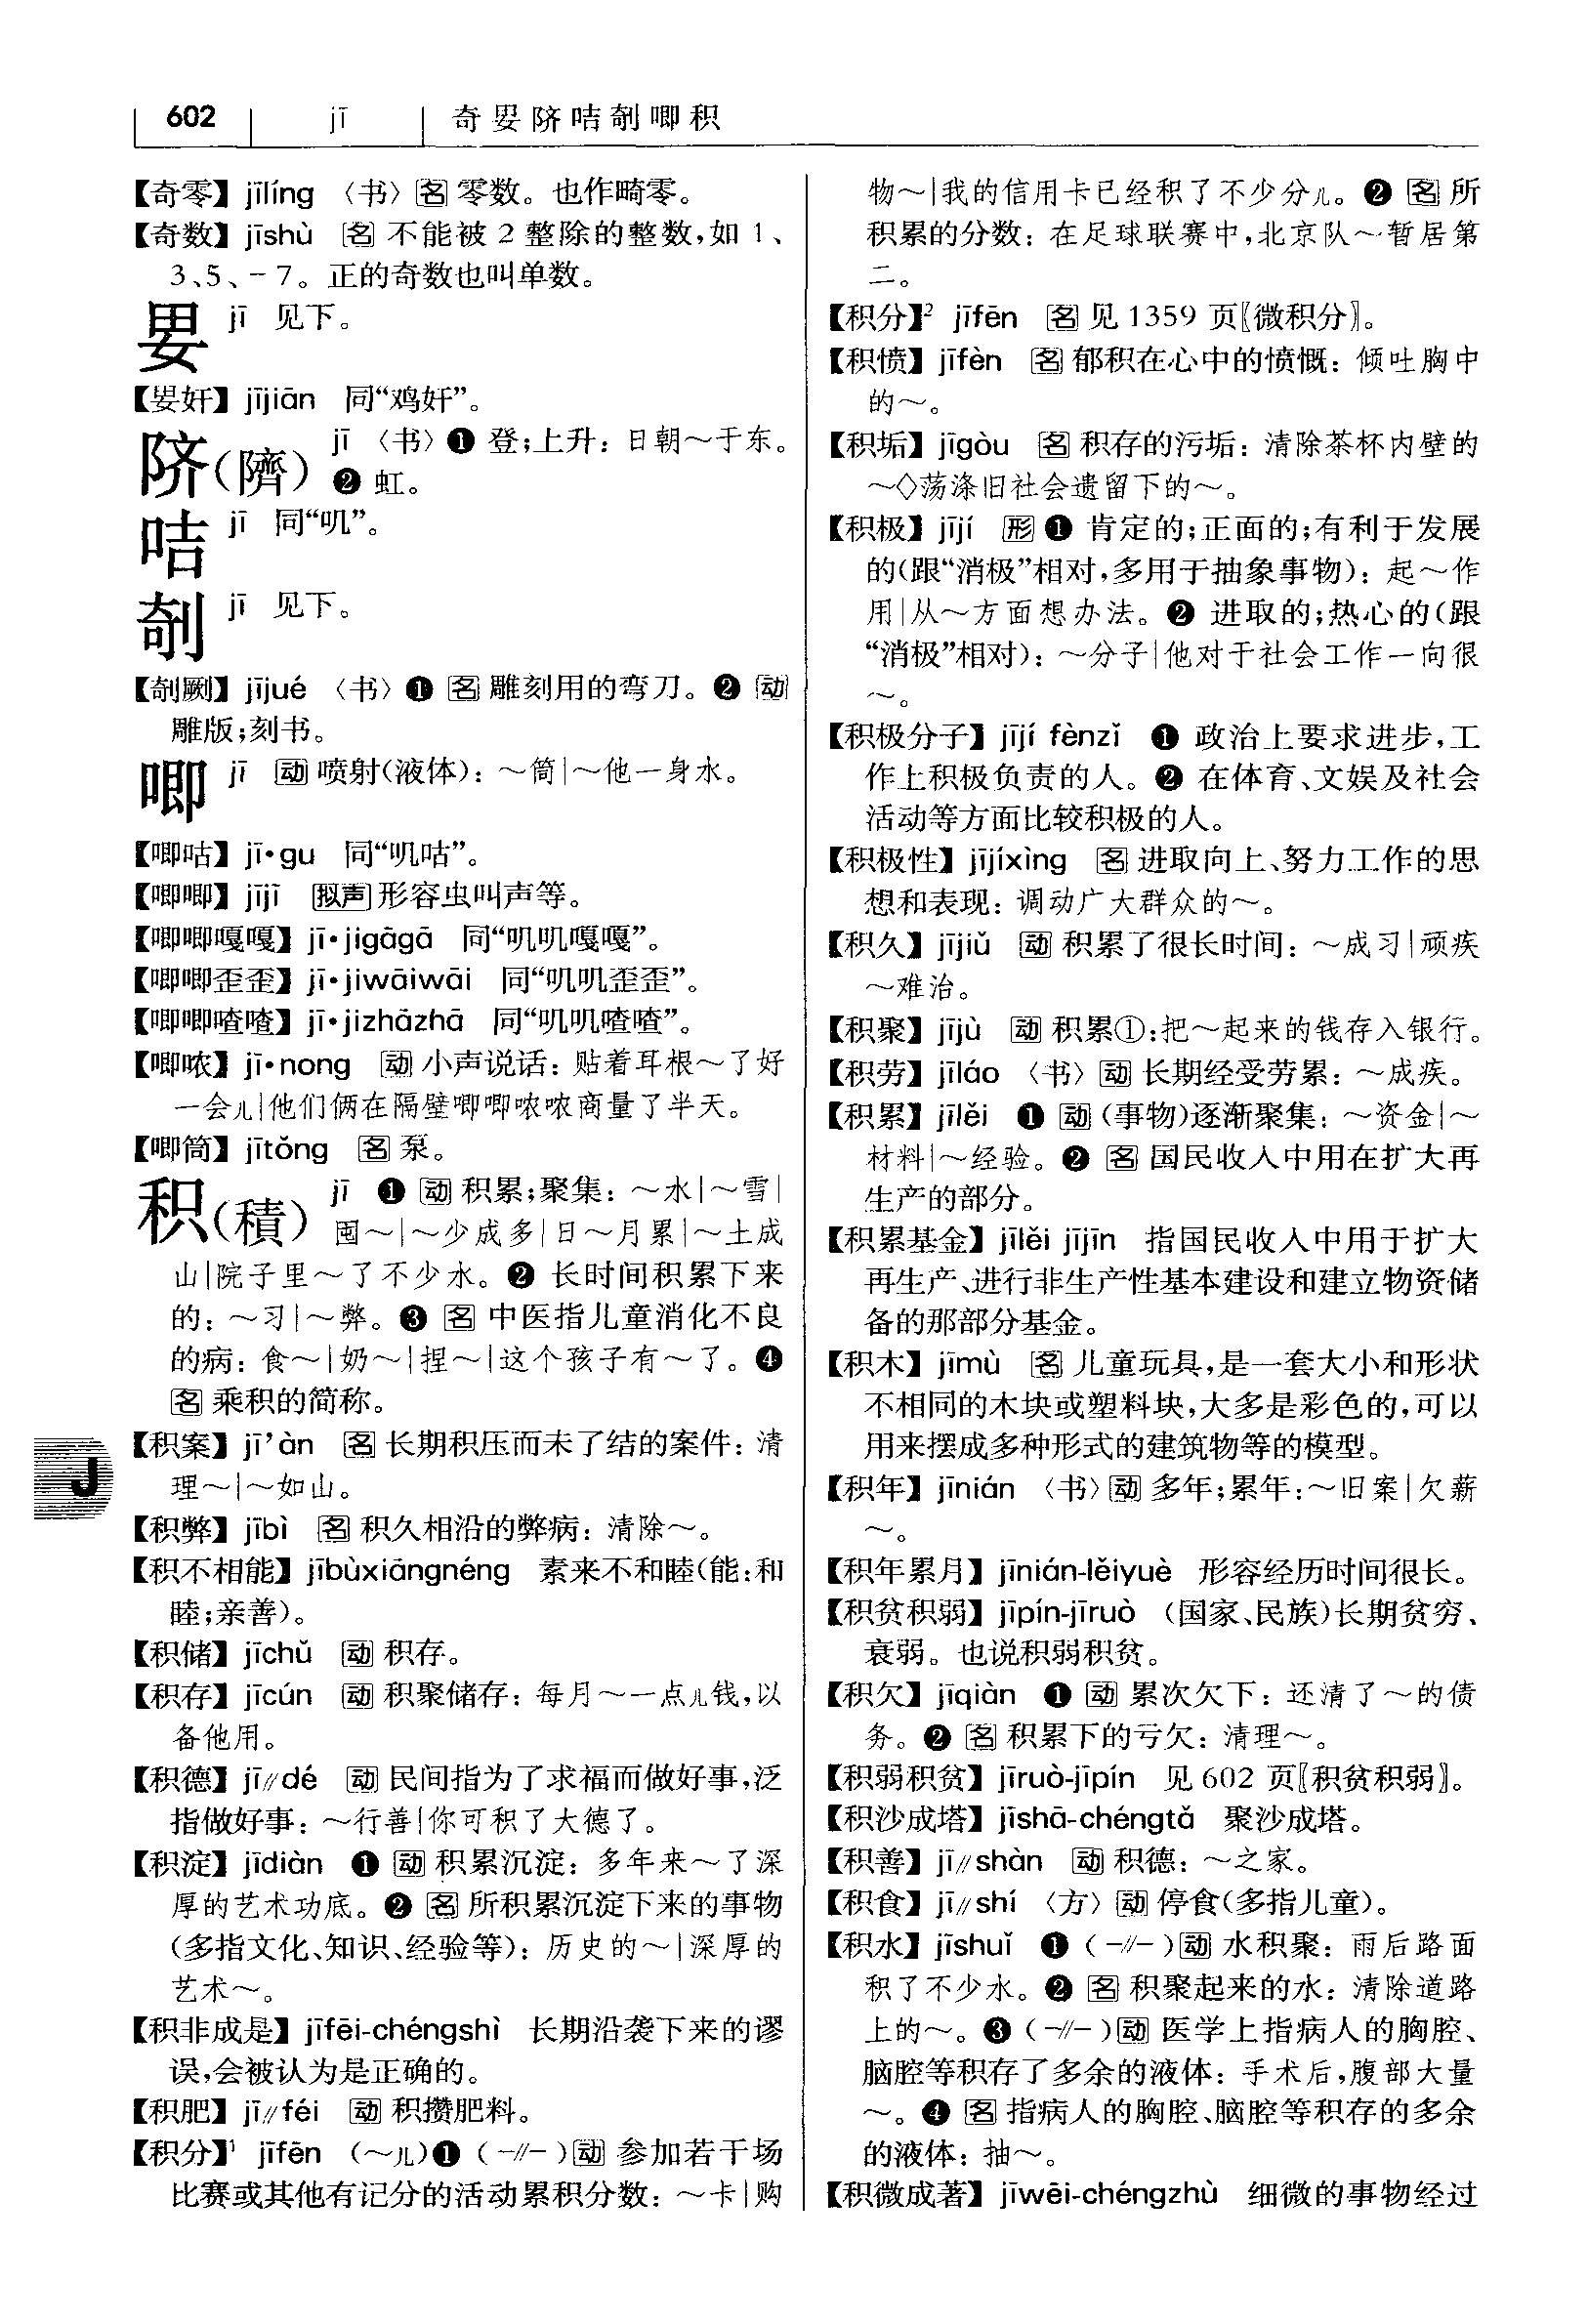 602 jī 奇㚻隮咭剞唧积
【奇零】 jīlíng 〈书〉 名 零数。也作畸零。
【奇数】 jīshù 名 不能被 2 整除的整数,如 1、
3、5、-7。正的奇数也叫单数。
㚻 jī 见下。
【㚻奸】 jījiān 同“鸡奸”。
(隮) jī 〈书〉❶ 登;上升: 日朝～于东。
❷ 虹。
咭 jī 同“叽”。
剞 jī 见下。
【剞劂】 jījué 〈书〉❶ 名 雕刻用的弯刀。❷ 动
雕版;刻书。
唧 jī 动 喷射(液体): ～筒|～他一身水。
【唧咕】 jī·gu 同“叽咕”。
【唧唧】 jījī 拟声 形容虫叫声等。
【唧唧嘎嘎】 jī·jigāgā 同“叽叽嘎嘎”。
【唧唧歪歪】 jī·jiwāiwāi 同“叽叽歪歪”。
【唧唧喳喳】 jī·jizhāzhā 同“叽叽喳喳”。
【唧哝】 jī·nong 动 小声说话: 贴着耳根～了好
一会儿|他们俩在隔壁唧唧哝哝商量了半天。
【唧筒】 jītǒng 名 泵。
积(積) jī ❶ 动 积累;聚集: ～水|～雪|
囤～|～少成多|日～月累|～土成
山|院子里～了不少水。❷ 长时间积累下来
的: ～习|～弊。❸ 名 中医指儿童消化不良
的病: 食～|奶～|捏～|这个孩子有～了。❹
名 乘积的简称。
【积案】 jī’àn 名 长期积压而未了结的案件: 清
理～|～如山。
J
【积弊】 jībì 名 积久相沿的弊病: 清除～。
【积不相能】 jībùxiāngnéng 素来不和睦(能:和
睦;亲善)。
【积储】 jīchǔ 动 积存。
【积存】 jīcún 动 积聚储存: 每月～一点儿钱,以
备他用。
【积德】 jī//dé 动 民间指为了求福而做好事,泛
指做好事: ～行善|你可积了大德了。
【积淀】 jīdiàn ❶ 动 积累沉淀: 多年来～了深
厚的艺术功底。❷ 名 所积累沉淀下来的事物
(多指文化、知识、经验等): 历史的～|深厚的
艺术～。
【积非成是】 jīfēi-chéngshì 长期沿袭下来的谬
误,会被认为是正确的。
【积肥】 jī//féi 动 积攒肥料。
【积分】¹ jīfēn (～儿)❶ (-//-)动 参加若干场
比赛或其他有记分的活动累积分数: ～卡|购
物～|我的信用卡已经积了不少分儿。❷ 名 所
积累的分数: 在足球联赛中,北京队～暂居第
二。
【积分】² jīfēn 名 见 1359 页〖微积分〗。
【积愤】 jīfèn 名 郁积在心中的愤慨: 倾吐胸中
的～。
【积垢】 jīgòu 名 积存的污垢: 清除茶杯内壁的
～◇荡涤旧社会遗留下的～。
【积极】 jījí 形 ❶ 肯定的;正面的;有利于发展
的(跟“消极”相对,多用于抽象事物): 起～作
用|从～方面想办法。❷ 进取的;热心的(跟
“消极”相对): ～分子|他对于社会工作一向很
～。
【积极分子】 jījí fènzǐ ❶ 政治上要求进步,工
作上积极负责的人。❷ 在体育、文娱及社会
活动等方面比较积极的人。
【积极性】 jījíxìng 名 进取向上、努力工作的思
想和表现: 调动广大群众的～。
【积久】 jījiǔ 动 积累了很长时间: ～成习|顽疾
～难治。
【积聚】 jījù 动 积累①:把～起来的钱存入银行。
【积劳】 jīláo 〈书〉 动 长期经受劳累: ～成疾。
【积累】 jīlěi ❶ 动 (事物)逐渐聚集: ～资金|～
材料|～经验。❷ 名 国民收入中用在扩大再
生产的部分。
【积累基金】 jīlěi jījīn 指国民收入中用于扩大
再生产、进行非生产性基本建设和建立物资储
备的那部分基金。
【积木】 jīmù 名 儿童玩具,是一套大小和形状
不相同的木块或塑料块,大多是彩色的,可以
用来摆成多种形式的建筑物等的模型。
【积年】 jīnián 〈书〉 动 多年;累年:～旧案|欠薪
～。
【积年累月】 jīnián-lěiyuè 形容经历时间很长。
【积贫积弱】 jīpín-jīruò (国家、民族)长期贫穷、
衰弱。也说积弱积贫。
【积欠】 jīqiàn ❶ 动 累次欠下: 还清了～的债
务。❷ 名 积累下的亏欠: 清理～。
【积弱积贫】 jīruò-jīpín 见 602 页〖积贫积弱〗。
【积沙成塔】 jīshā-chéngtǎ 聚沙成塔。
【积善】 jī//shàn 动 积德: ～之家。
【积食】 jī//shí 〈方〉 动 停食(多指儿童)。
【积水】 jīshuǐ ❶ (-//-)动 水积聚: 雨后路面
积了不少水。❷ 名 积聚起来的水: 清除道路
上的～。❸ (-//-)动 医学上指病人的胸腔、
脑腔等积存了多余的液体: 手术后,腹部大量
～。❹ 名 指病人的胸腔、脑腔等积存的多余
的液体: 抽～。
【积微成著】 jīwēi-chéngzhù 细微的事物经过